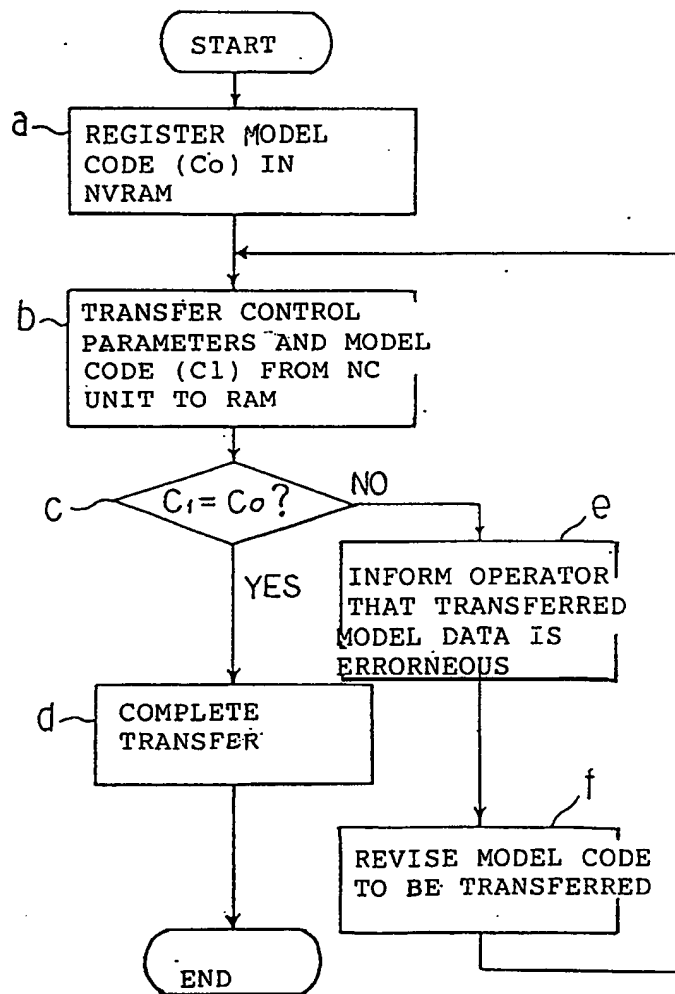 START
a
REGISTER MODEL
CODE (Co) IN
NVRAM
b
TRANSFER CONTROL
PARAMETERS AND MODEL
CODE (C1) FROM NC
UNIT TO RAM
c
C1 = Co?
NO
YES
e
INFORM OPERATOR
THAT TRANSFERRED
MODEL DATA IS
ERRORNEOUS
d
COMPLETE
TRANSFER
f
REVISE MODEL CODE
TO BE TRANSFERRED
END